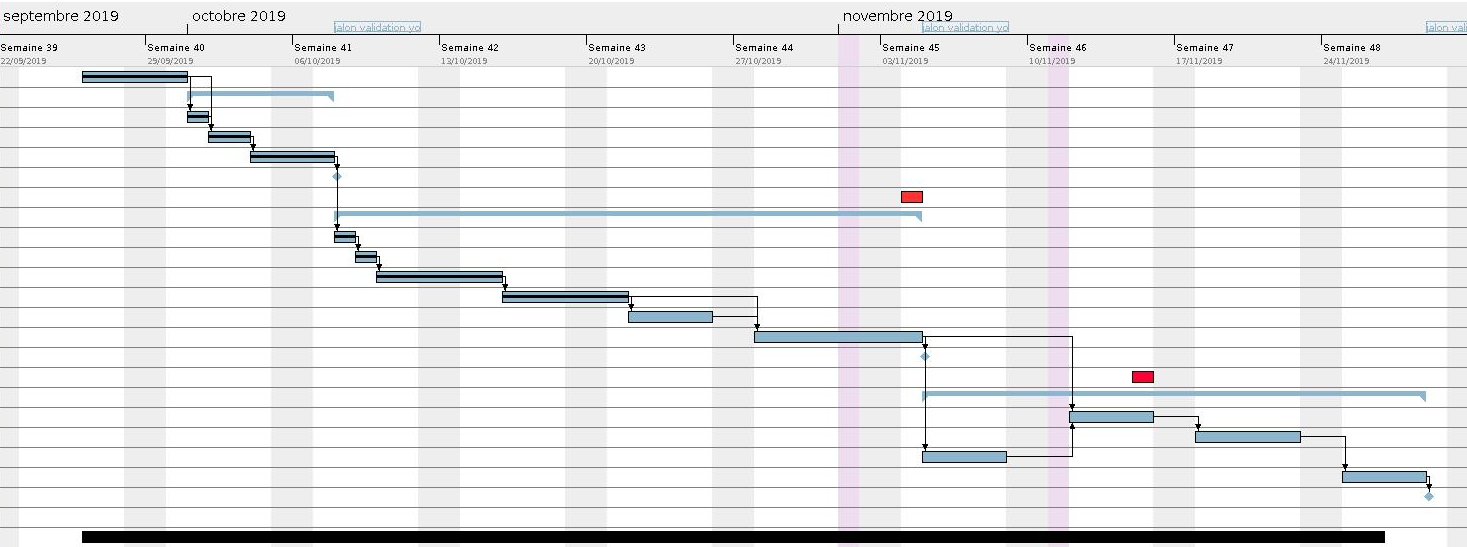 septembre 2019 octobre 2019 novembre 2019
jalon validation yo jalon validation yo jalon vali
Semaine 39 Semaine 40 Semaine 41 Semaine 42 Semaine 43 Semaine 44 Semaine 45 Semaine 46 Semaine 47 Semaine 48
22/09/2019 29/09/2019 06/10/2019 13/10/2019 20/10/2019 27/10/2019 03/11/2019 10/11/2019 17/11/2019 24/11/2019